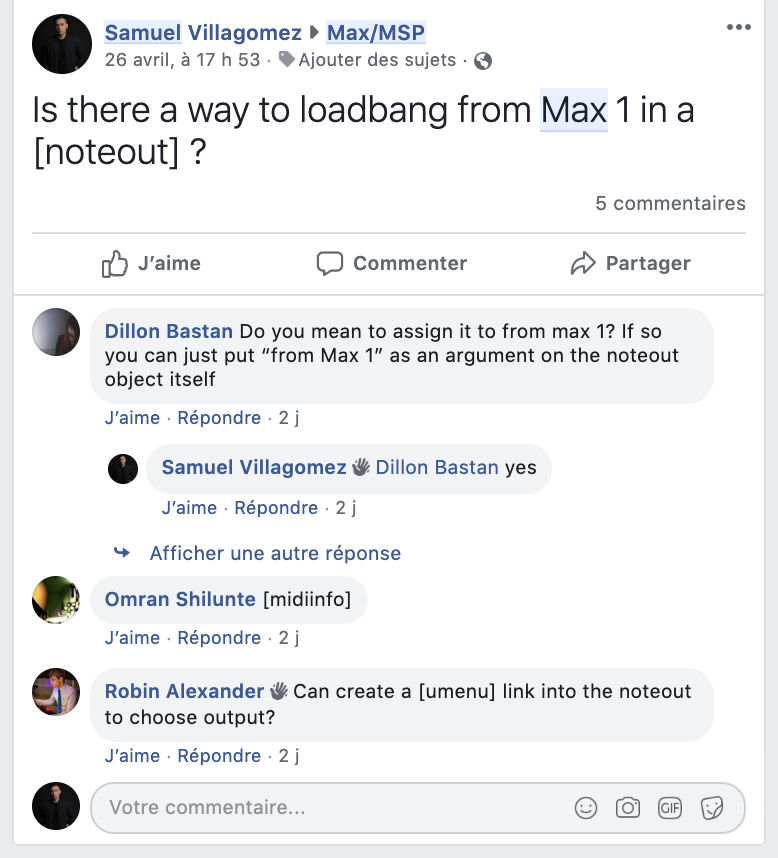 Samuel Villagomez ▸ Max/MSP
26 avril, à 17 h 53 · Ajouter des sujets ·
Is there a way to loadbang from Max 1 in a
[noteout] ?
5 commentaires
J'aime Commenter Partager
Dillon Bastan Do you mean to assign it to from max 1? If so
you can just put “from Max 1” as an argument on the noteout
object itself
J'aime · Répondre · 2 j
Samuel Villagomez Dillon Bastan yes
J'aime · Répondre · 2 j
Afficher une autre réponse
Omran Shilunte [midiinfo]
J'aime · Répondre · 2 j
Robin Alexander Can create a [umenu] link into the noteout
to choose output?
J'aime · Répondre · 2 j
Votre commentaire... GIF